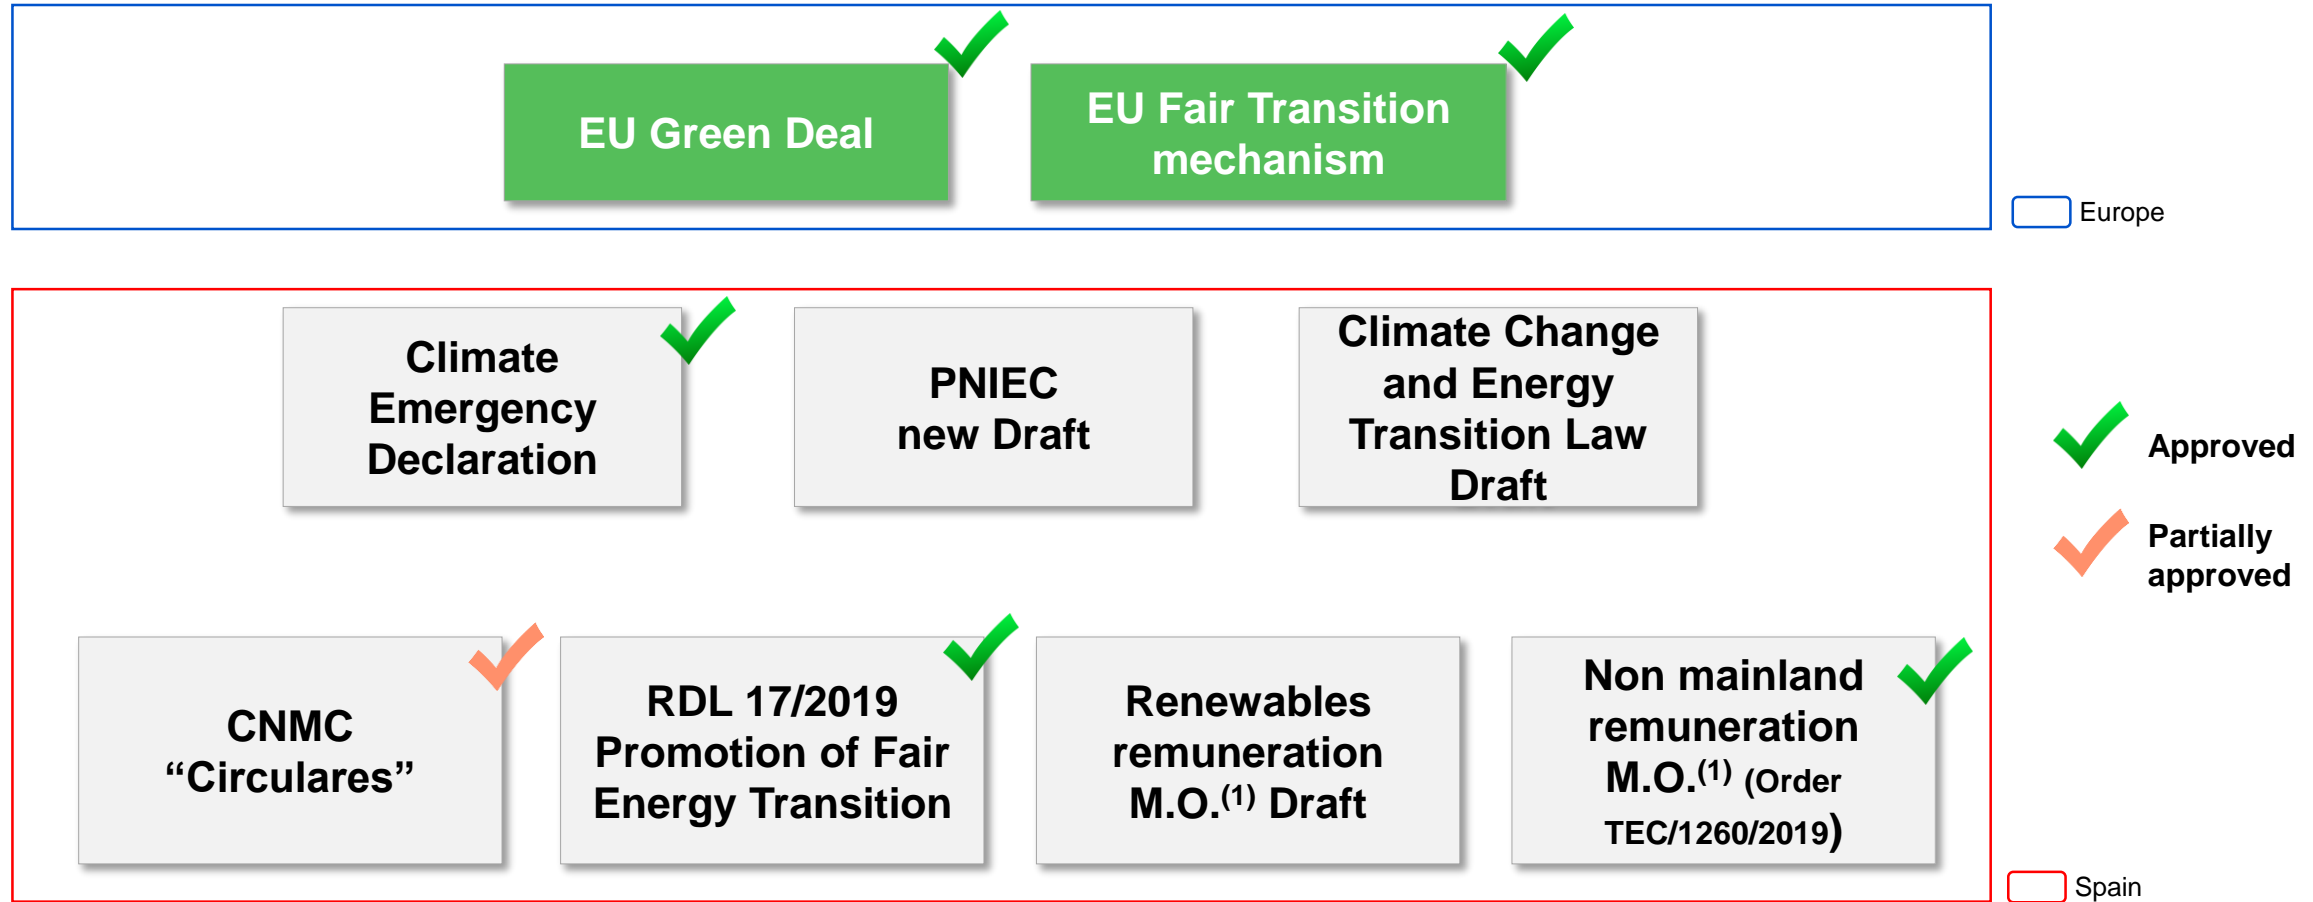 EU Green Deal
EU Fair Transition
mechanism
Europe
Climate
Emergency
Declaration
PNIEC
new Draft
Climate Change
and Energy
Transition Law
Draft
Approved
Partially
approved
CNMC
“Circulares”
RDL 17/2019
Promotion of Fair
Energy Transition
Renewables
remuneration
M.O.(1) Draft
Non mainland
remuneration
M.O.(1) (Order
TEC/1260/2019)
Spain